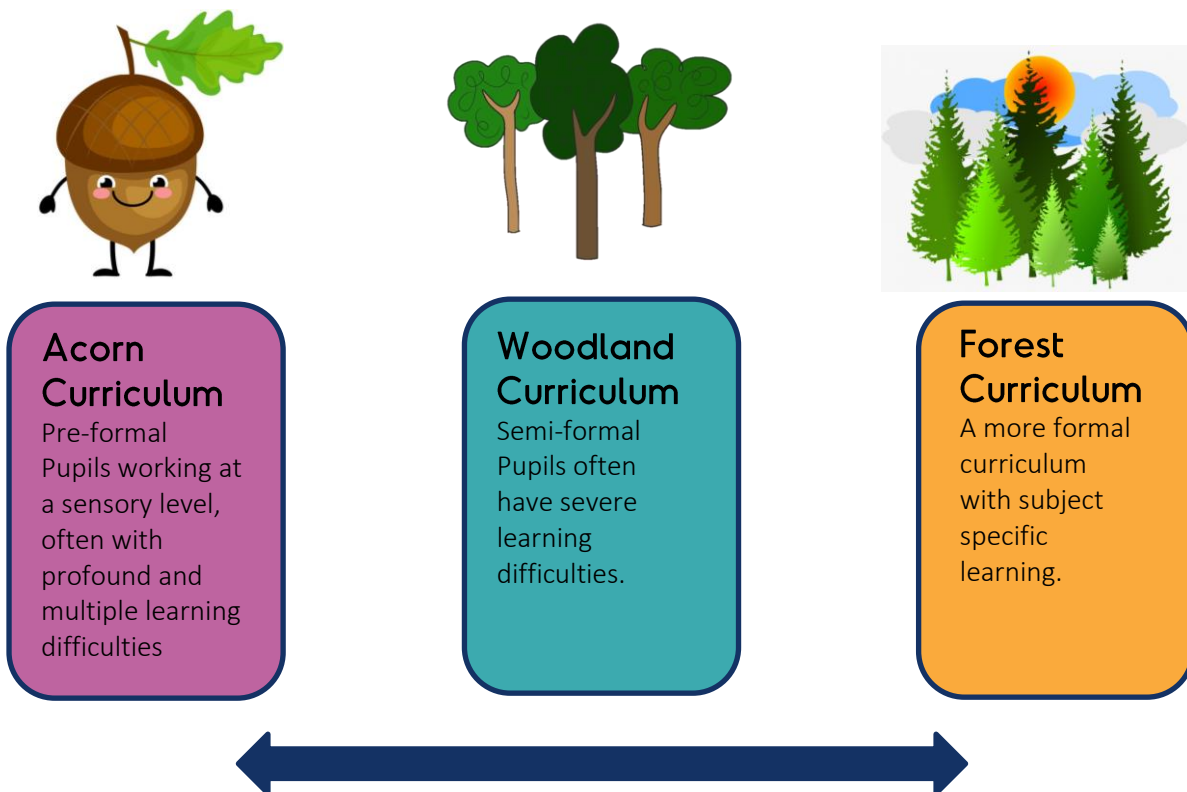 Acorn
Curriculum
Pre-formal
Pupils working at
a sensory level,
often with
profound and
multiple learning
difficulties
Woodland
Curriculum
Semi-formal
Pupils often
have severe
learning
difficulties.
Forest
Curriculum
A more formal
curriculum
with subject
specific
learning.